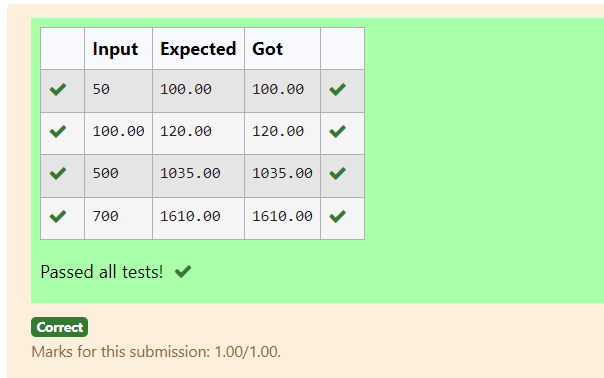 Input Expected Got
50 100.00 100.00
100.00 120.00 120.00
500 1035.00 1035.00
700 1610.00 1610.00
Passed all tests!
Correct
Marks for this submission: 1.00/1.00.